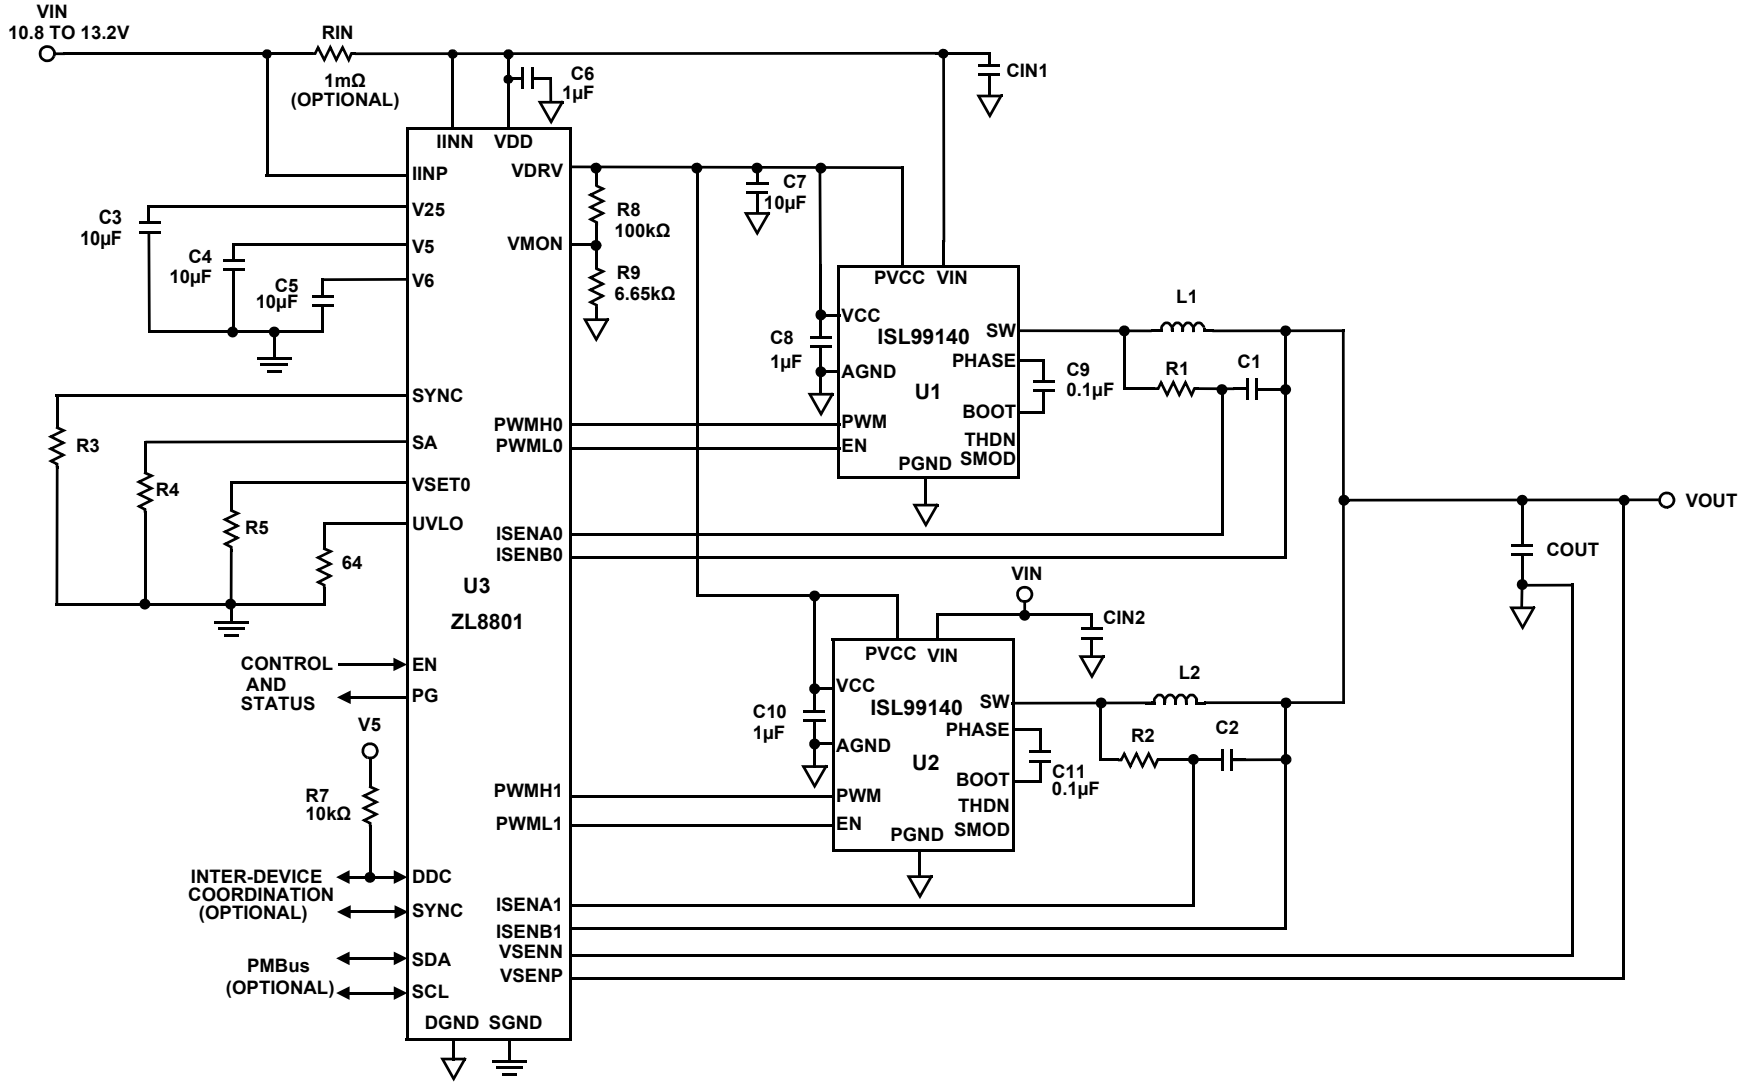 VIN
10.8 TO 13.2V
RIN
1mΩ
(OPTIONAL)
C6
1µF
CIN1
IINN
VDD
IINP
VDRV
V25
V5
VMON
V6
C3
10µF
C4
10µF
C5
10µF
R8
100kΩ
R9
6.65kΩ
C7
10µF
PVCC
VIN
VCC
ISL99140
SW
PHASE
AGND
U1
BOOT
PWM
EN
THDN
SMOD
PGND
C8
1µF
C9
0.1µF
L1
R1
C1
SYNC
SA
VSET0
UVLO
R3
R4
R5
64
PWMH0
PWML0
ISENA0
ISENB0
U3
ZL8801
VOUT
COUT
VIN
CIN2
CONTROL
AND
STATUS
EN
PG
V5
R7
10kΩ
PVCC
VIN
VCC
ISL99140
SW
PHASE
AGND
U2
BOOT
PWM
EN
THDN
SMOD
PGND
C10
1µF
C11
0.1µF
L2
R2
C2
PWMH1
PWML1
INTER-DEVICE
COORDINATION
(OPTIONAL)
DDC
SYNC
ISENA1
ISENB1
VSENN
VSENP
PMBus
(OPTIONAL)
SDA
SCL
DGND
SGND